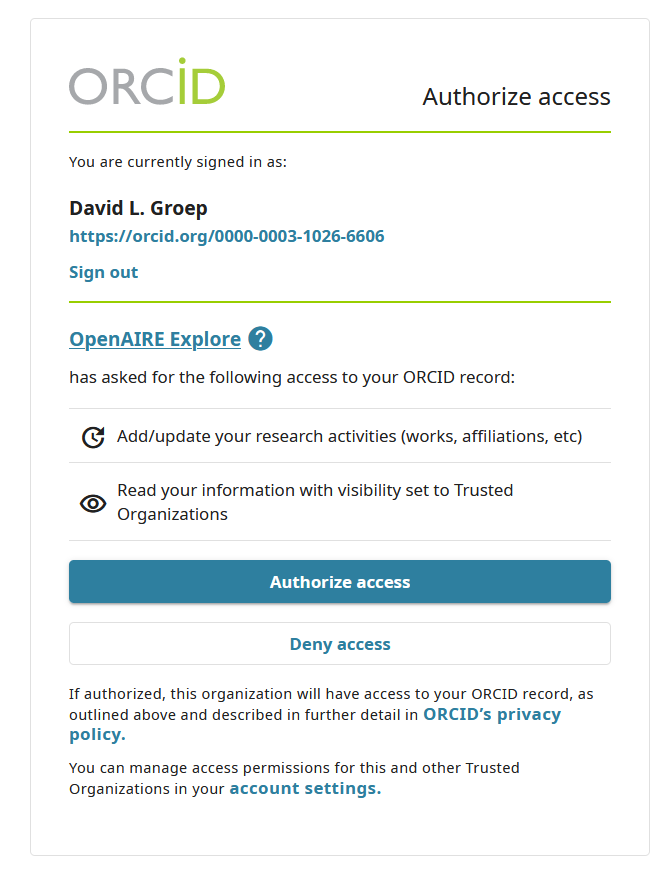 ORCiD
Authorize access
You are currently signed in as:
David L. Groep
https://orcid.org/0000-0003-1026-6606
Sign out
OpenAIRE Explore ?
has asked for the following access to your ORCID record:
Add/update your research activities (works, affiliations, etc)
Read your information with visibility set to Trusted
Organizations
Authorize access
Deny access
If authorized, this organization will have access to your ORCID record, as
outlined above and described in further detail in ORCID’s privacy
policy.
You can manage access permissions for this and other Trusted
Organizations in your account settings.